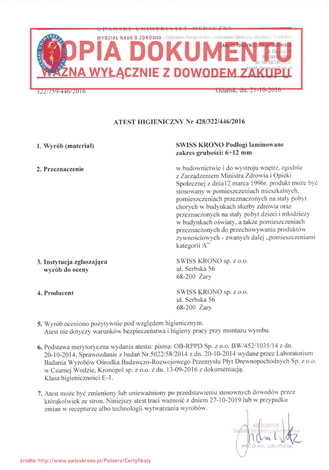 GDAŃSKI UNIWERSYTET MEDYCZNY
WYDZIAŁ NAUK O ZDROWIU
KOPIA DOKUMENTU
WAŻNA WYŁĄCZNIE Z DOWODEM ZAKUPU
322/759/446/2016
Gdańsk, dn. 21-10-2016
ATEST HIGIENICZNY Nr 428/322/446/2016
1. Wyrób (materiał)
SWISS KRONO Podłogi laminowane
zakres grubości: 6÷12 mm
2. Przeznaczenie
w budownictwie i do wystroju wnętrz, zgodnie
z Zarządzeniem Ministra Zdrowia i Opieki
Społecznej z dnia12 marca 1996r. produkt może być
stosowany w pomieszczeniach mieszkalnych,
pomieszczeniach przeznaczonych na stały pobyt
chorych w budynkach służby zdrowia oraz
przeznaczonych na stały pobyt dzieci i młodzieży
w budynkach oświaty, a także pomieszczeniach
przeznaczonych do przechowywania produktów
żywnościowych - zwanych dalej „pomieszczeniami
kategorii A”
3. Instytucja zgłaszająca
wyrób do oceny
SWISS KRONO sp. z o.o.
ul. Serbska 56
68-200 Żary
4. Producent
SWISS KRONO sp. z o.o.
ul. Serbska 56
68-200 Żary
5. Wyrób oceniono pozytywnie pod względem higienicznym.
Atest nie dotyczy warunków bezpieczeństwa i higieny pracy przy montażu wyrobu.
6. Podstawa merytoryczna wydania atestu: pisma: OB-RPPD Sp. z o.o. BW/452/1035/14 z dn.
20-10-2014, Sprawozdanie z badań Nr 5022/58/2014 z dn. 20-10-2014 wydane przez Laboratorium
Badania Wyrobów Ośrodka Badawczo-Rozwojowego Przemysłu Płyt Drewnopochodnych Sp. z o.o.
w Czarnej Wodzie, Kronopol sp. z o.o. z dn. 13-09-2016 z dokumentacją.
Klasa higieniczności E-1.
7. Atest może być zmieniony lub unieważniony po przedstawieniu stosownych dowodów przez
którąkolwiek ze stron. Niniejszy atest traci ważność z dniem 27-10-2019 lub w przypadku
zmian w recepturze albo technologii wytwarzania wyrobów.
źródło: http://www.swisskrono.pl/Pobierz/Certyfikaty